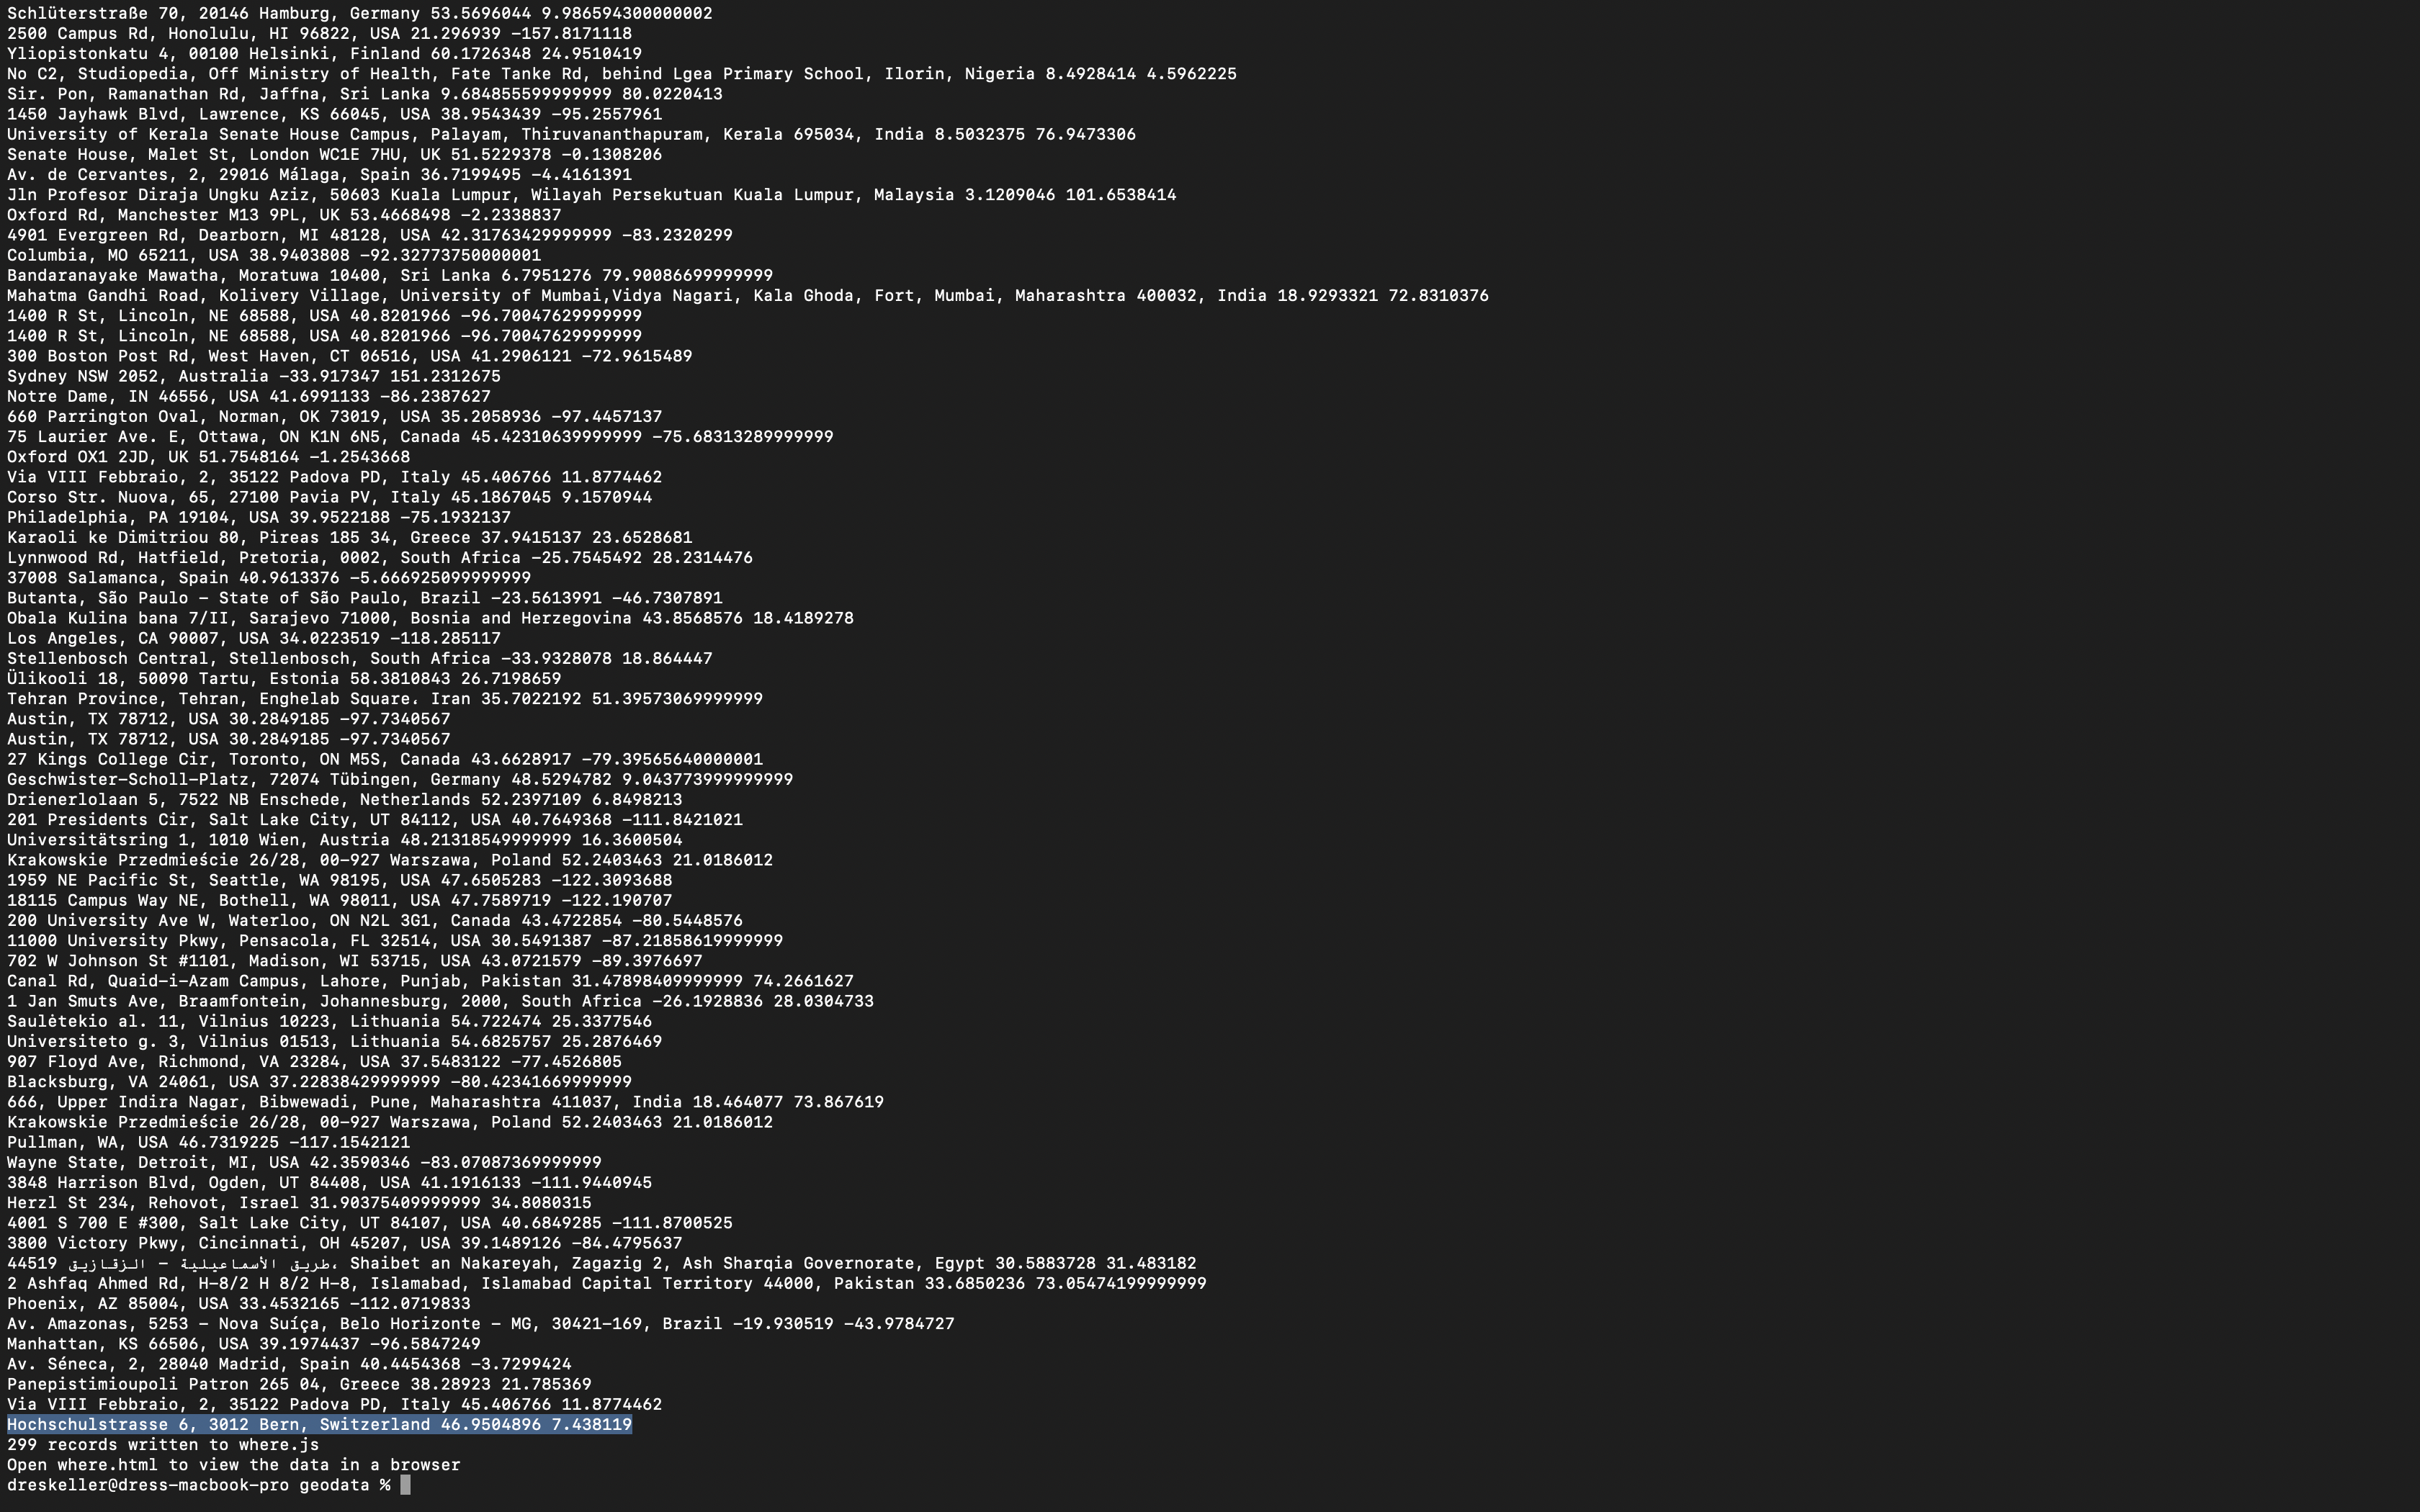 Schlüterstraße 70, 20146 Hamburg, Germany 53.5696044 9.986594300000002
2500 Campus Rd, Honolulu, HI 96822, USA 21.296939 -157.8171118
Yliopistonkatu 4, 00100 Helsinki, Finland 60.1726348 24.9510419
No C2, Studiopedia, Off Ministry of Health, Fate Tanke Rd, behind Lgea Primary School, Ilorin, Nigeria 8.4928414 4.5962225
Sir. Pon, Ramanathan Rd, Jaffna, Sri Lanka 9.684855599999999 80.0220413
1450 Jayhawk Blvd, Lawrence, KS 66045, USA 38.9543439 -95.2557961
University of Kerala Senate House Campus, Palayam, Thiruvananthapuram, Kerala 695034, India 8.5032375 76.9473306
Senate House, Malet St, London WC1E 7HU, UK 51.5229378 -0.1308206
Av. de Cervantes, 2, 29016 Málaga, Spain 36.7199495 -4.4161391
Jln Profesor Diraja Ungku Aziz, 50603 Kuala Lumpur, Wilayah Persekutuan Kuala Lumpur, Malaysia 3.1209046 101.6538414
Oxford Rd, Manchester M13 9PL, UK 53.4668498 -2.2338837
4901 Evergreen Rd, Dearborn, MI 48128, USA 42.31763429999999 -83.2320299
Columbia, MO 65211, USA 38.9403808 -92.32773750000001
Bandaranayake Mawatha, Moratuwa 10400, Sri Lanka 6.7951276 79.90086699999999
Mahatma Gandhi Road, Kolivery Village, University of Mumbai,Vidya Nagari, Kala Ghoda, Fort, Mumbai, Maharashtra 400032, India 18.9293321 72.8310376
1400 R St, Lincoln, NE 68588, USA 40.8201966 -96.70047629999999
1400 R St, Lincoln, NE 68588, USA 40.8201966 -96.70047629999999
300 Boston Post Rd, West Haven, CT 06516, USA 41.2906121 -72.9615489
Sydney NSW 2052, Australia -33.917347 151.2312675
Notre Dame, IN 46556, USA 41.6991133 -86.2387627
660 Parrington Oval, Norman, OK 73019, USA 35.2058936 -97.4457137
75 Laurier Ave. E, Ottawa, ON K1N 6N5, Canada 45.42310639999999 -75.68313289999999
Oxford OX1 2JD, UK 51.7548164 -1.2543668
Via VIII Febbraio, 2, 35122 Padova PD, Italy 45.406766 11.8774462
Corso Str. Nuova, 65, 27100 Pavia PV, Italy 45.1867045 9.1570944
Philadelphia, PA 19104, USA 39.9522188 -75.1932137
Karaoli ke Dimitriou 80, Pireas 185 34, Greece 37.9415137 23.6528681
Lynnwood Rd, Hatfield, Pretoria, 0002, South Africa -25.7545492 28.2314476
37008 Salamanca, Spain 40.9613376 -5.666925099999999
Butanta, São Paulo - State of São Paulo, Brazil -23.5613991 -46.7307891
Obala Kulina bana 7/II, Sarajevo 71000, Bosnia and Herzegovina 43.8568576 18.4189278
Los Angeles, CA 90007, USA 34.0223519 -118.285117
Stellenbosch Central, Stellenbosch, South Africa -33.9328078 18.864447
Ülikooli 18, 50090 Tartu, Estonia 58.3810843 26.7198659
Tehran Province, Tehran, Enghelab Square، Iran 35.7022192 51.39573069999999
Austin, TX 78712, USA 30.2849185 -97.7340567
Austin, TX 78712, USA 30.2849185 -97.7340567
27 Kings College Cir, Toronto, ON M5S, Canada 43.6628917 -79.39565640000001
Geschwister-Scholl-Platz, 72074 Tübingen, Germany 48.5294782 9.043773999999999
Drienerlolaan 5, 7522 NB Enschede, Netherlands 52.2397109 6.8498213
201 Presidents Cir, Salt Lake City, UT 84112, USA 40.7649368 -111.8421021
Universitätsring 1, 1010 Wien, Austria 48.21318549999999 16.3600504
Krakowskie Przedmieście 26/28, 00-927 Warszawa, Poland 52.2403463 21.0186012
1959 NE Pacific St, Seattle, WA 98195, USA 47.6505283 -122.3093688
18115 Campus Way NE, Bothell, WA 98011, USA 47.7589719 -122.190707
200 University Ave W, Waterloo, ON N2L 3G1, Canada 43.4722854 -80.5448576
11000 University Pkwy, Pensacola, FL 32514, USA 30.5491387 -87.21858619999999
702 W Johnson St #1101, Madison, WI 53715, USA 43.0721579 -89.3976697
Canal Rd, Quaid-i-Azam Campus, Lahore, Punjab, Pakistan 31.47898409999999 74.2661627
1 Jan Smuts Ave, Braamfontein, Johannesburg, 2000, South Africa -26.1928836 28.0304733
Saulėtekio al. 11, Vilnius 10223, Lithuania 54.722474 25.3377546
Universiteto g. 3, Vilnius 01513, Lithuania 54.6825757 25.2876469
907 Floyd Ave, Richmond, VA 23284, USA 37.5483122 -77.4526805
Blacksburg, VA 24061, USA 37.22838429999999 -80.42341669999999
666, Upper Indira Nagar, Bibwewadi, Pune, Maharashtra 411037, India 18.464077 73.867619
Krakowskie Przedmieście 26/28, 00-927 Warszawa, Poland 52.2403463 21.0186012
Pullman, WA, USA 46.7319225 -117.1542121
Wayne State, Detroit, MI, USA 42.3590346 -83.07087369999999
3848 Harrison Blvd, Ogden, UT 84408, USA 41.1916133 -111.9440945
Herzl St 234, Rehovot, Israel 31.90375409999999 34.8080315
4001 S 700 E #300, Salt Lake City, UT 84107, USA 40.6849285 -111.8700525
3800 Victory Pkwy, Cincinnati, OH 45207, USA 39.1489126 -84.4795637
44519 طريق الأسماعيلية - الزقازيق، Shaibet an Nakareyah, Zagazig 2, Ash Sharqia Governorate, Egypt 30.5883728 31.483182
2 Ashfaq Ahmed Rd, H-8/2 H 8/2 H-8, Islamabad, Islamabad Capital Territory 44000, Pakistan 33.6850236 73.05474199999999
Phoenix, AZ 85004, USA 33.4532165 -112.0719833
Av. Amazonas, 5253 - Nova Suíça, Belo Horizonte - MG, 30421-169, Brazil -19.930519 -43.9784727
Manhattan, KS 66506, USA 39.1974437 -96.5847249
Av. Séneca, 2, 28040 Madrid, Spain 40.4454368 -3.7299424
Panepistimioupoli Patron 265 04, Greece 38.28923 21.785369
Via VIII Febbraio, 2, 35122 Padova PD, Italy 45.406766 11.8774462
Hochschulstrasse 6, 3012 Bern, Switzerland 46.9504896 7.438119
299 records written to where.js
Open where.html to view the data in a browser
dreskeller@dress-macbook-pro geodata %